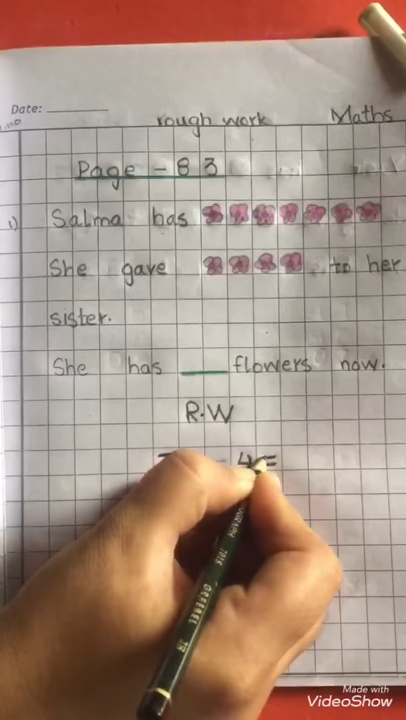 Date:
rough work Maths
Page - 83
1) Salma has
She gave to her
sister.
She has ___ flowers now.
R.W
- 4 =
Made with
VideoShow